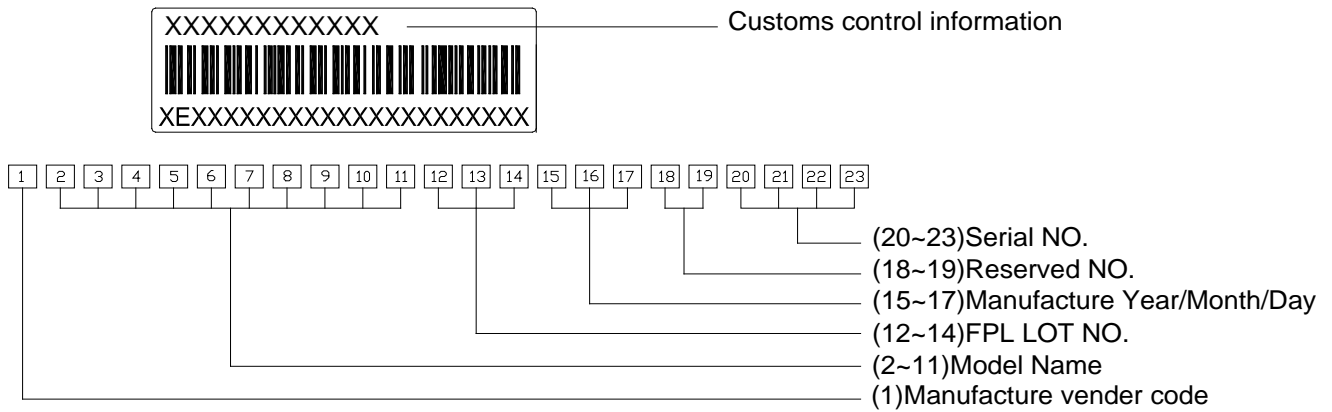 XXXXXXXXXXXX Customs control information
XEXXXXXXXXXXXXXXXXXXXXX
1 2 3 4 5 6 7 8 9 10 11 12 13 14 15 16 17 18 19 20 21 22 23
(20~23)Serial NO.
(18~19)Reserved NO.
(15~17)Manufacture Year/Month/Day
(12~14)FPL LOT NO.
(2~11)Model Name
(1)Manufacture vender code